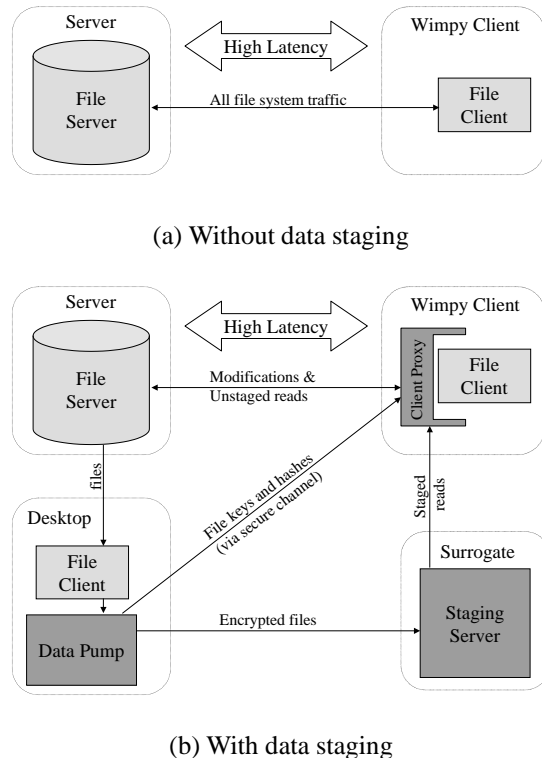 Server
Wimpy Client
High Latency
File
Server
All file system traffic
File
Client
(a) Without data staging
Server
Wimpy Client
High Latency
File
Server
Modifications &
Unstaged reads
Client Proxy
File
Client
files
File keys and hashes
(via secure channel)
Staged
reads
Desktop
File
Client
Surrogate
Data Pump
Encrypted files
Staging
Server
(b) With data staging